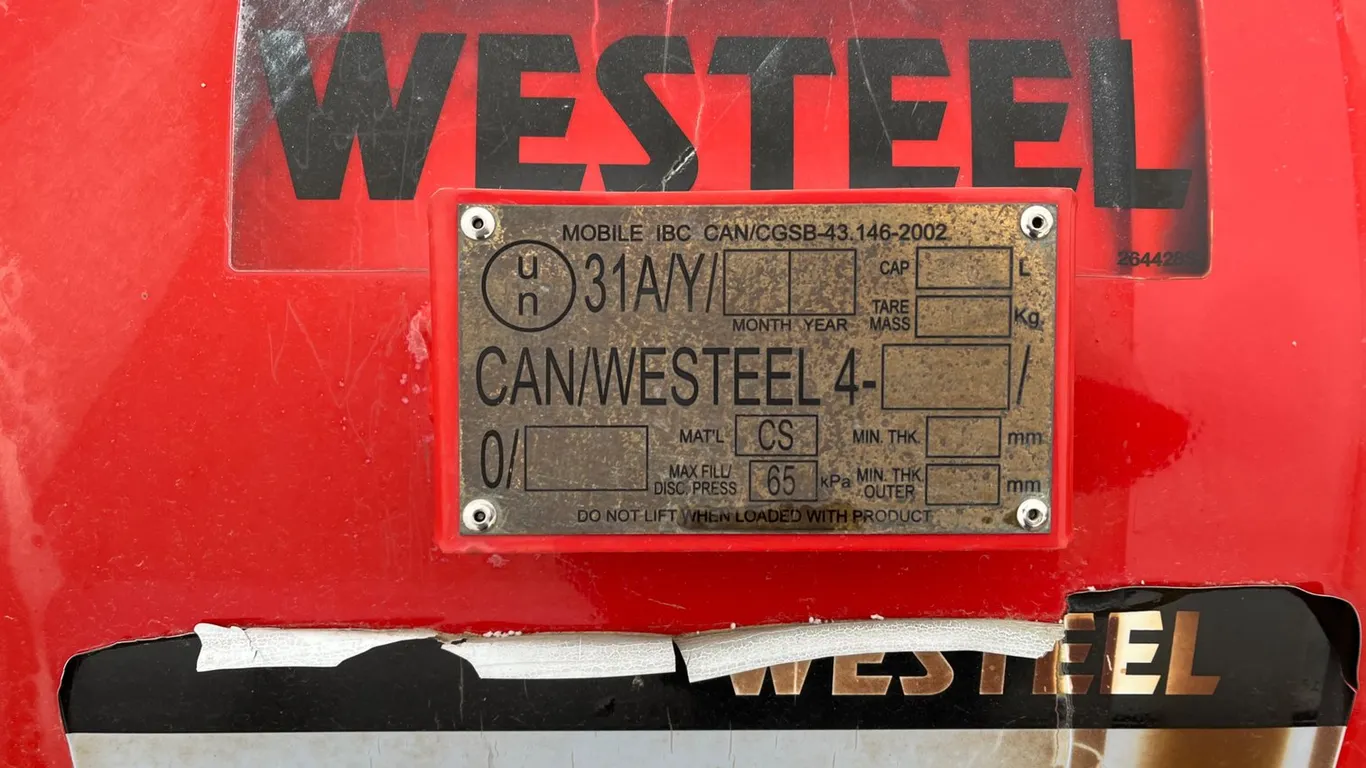 WESTEEL
2644285
MOBILE IBC CAN/CGSB-43.146-2002
un 31A/Y/
MONTH YEAR
CAP L
TARE MASS Kg
CAN/WESTEEL 4- /
0/
MAT'L CS
MAX FILL/ DISC. PRESS 65 kPa
MIN. THK. mm
MIN. THK. OUTER mm
DO NOT LIFT WHEN LOADED WITH PRODUCT
WESTEEL